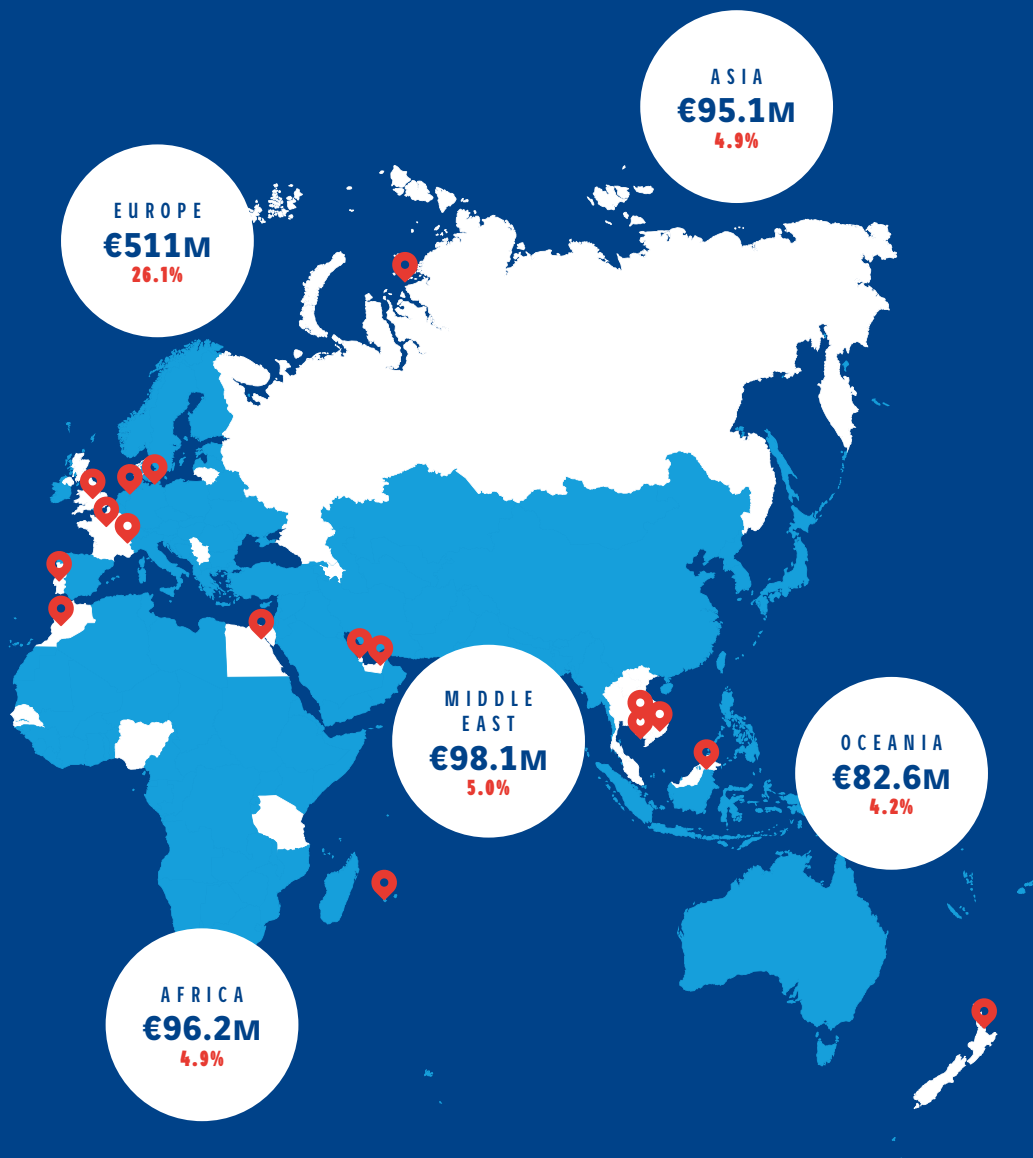 ASIA
€95.1M
4.9%
EUROPE
€511M
26.1%
MIDDLE
EAST
€98.1M
5.0%
OCEANIA
€82.6M
4.2%
AFRICA
€96.2M
4.9%